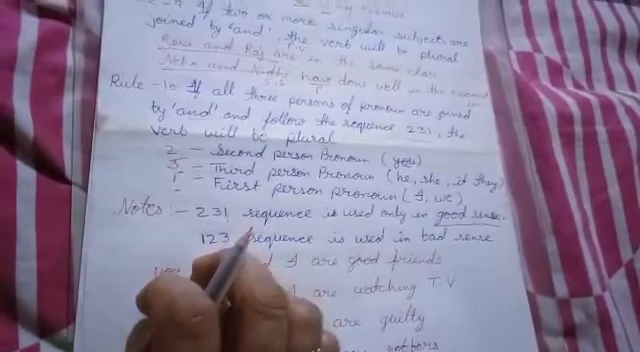 If two or more singular subjects are
joined by 'and', the verb will be plural
Renu and Raj are in the same class
Neha and have done well in the
Rule - 10 If all three persons of pronoun are joined
by 'and' and follow the sequence 231, the
verb will be plural
2 - Second person Pronoun (you)
3 - Third person Pronoun (he, she, it they)
1 - First person pronoun (I, we)
Notes:- 231 sequence is used only in good sense.
123 sequence is used in bad sense
I are good friends
are watching TV
are guilty
robbers